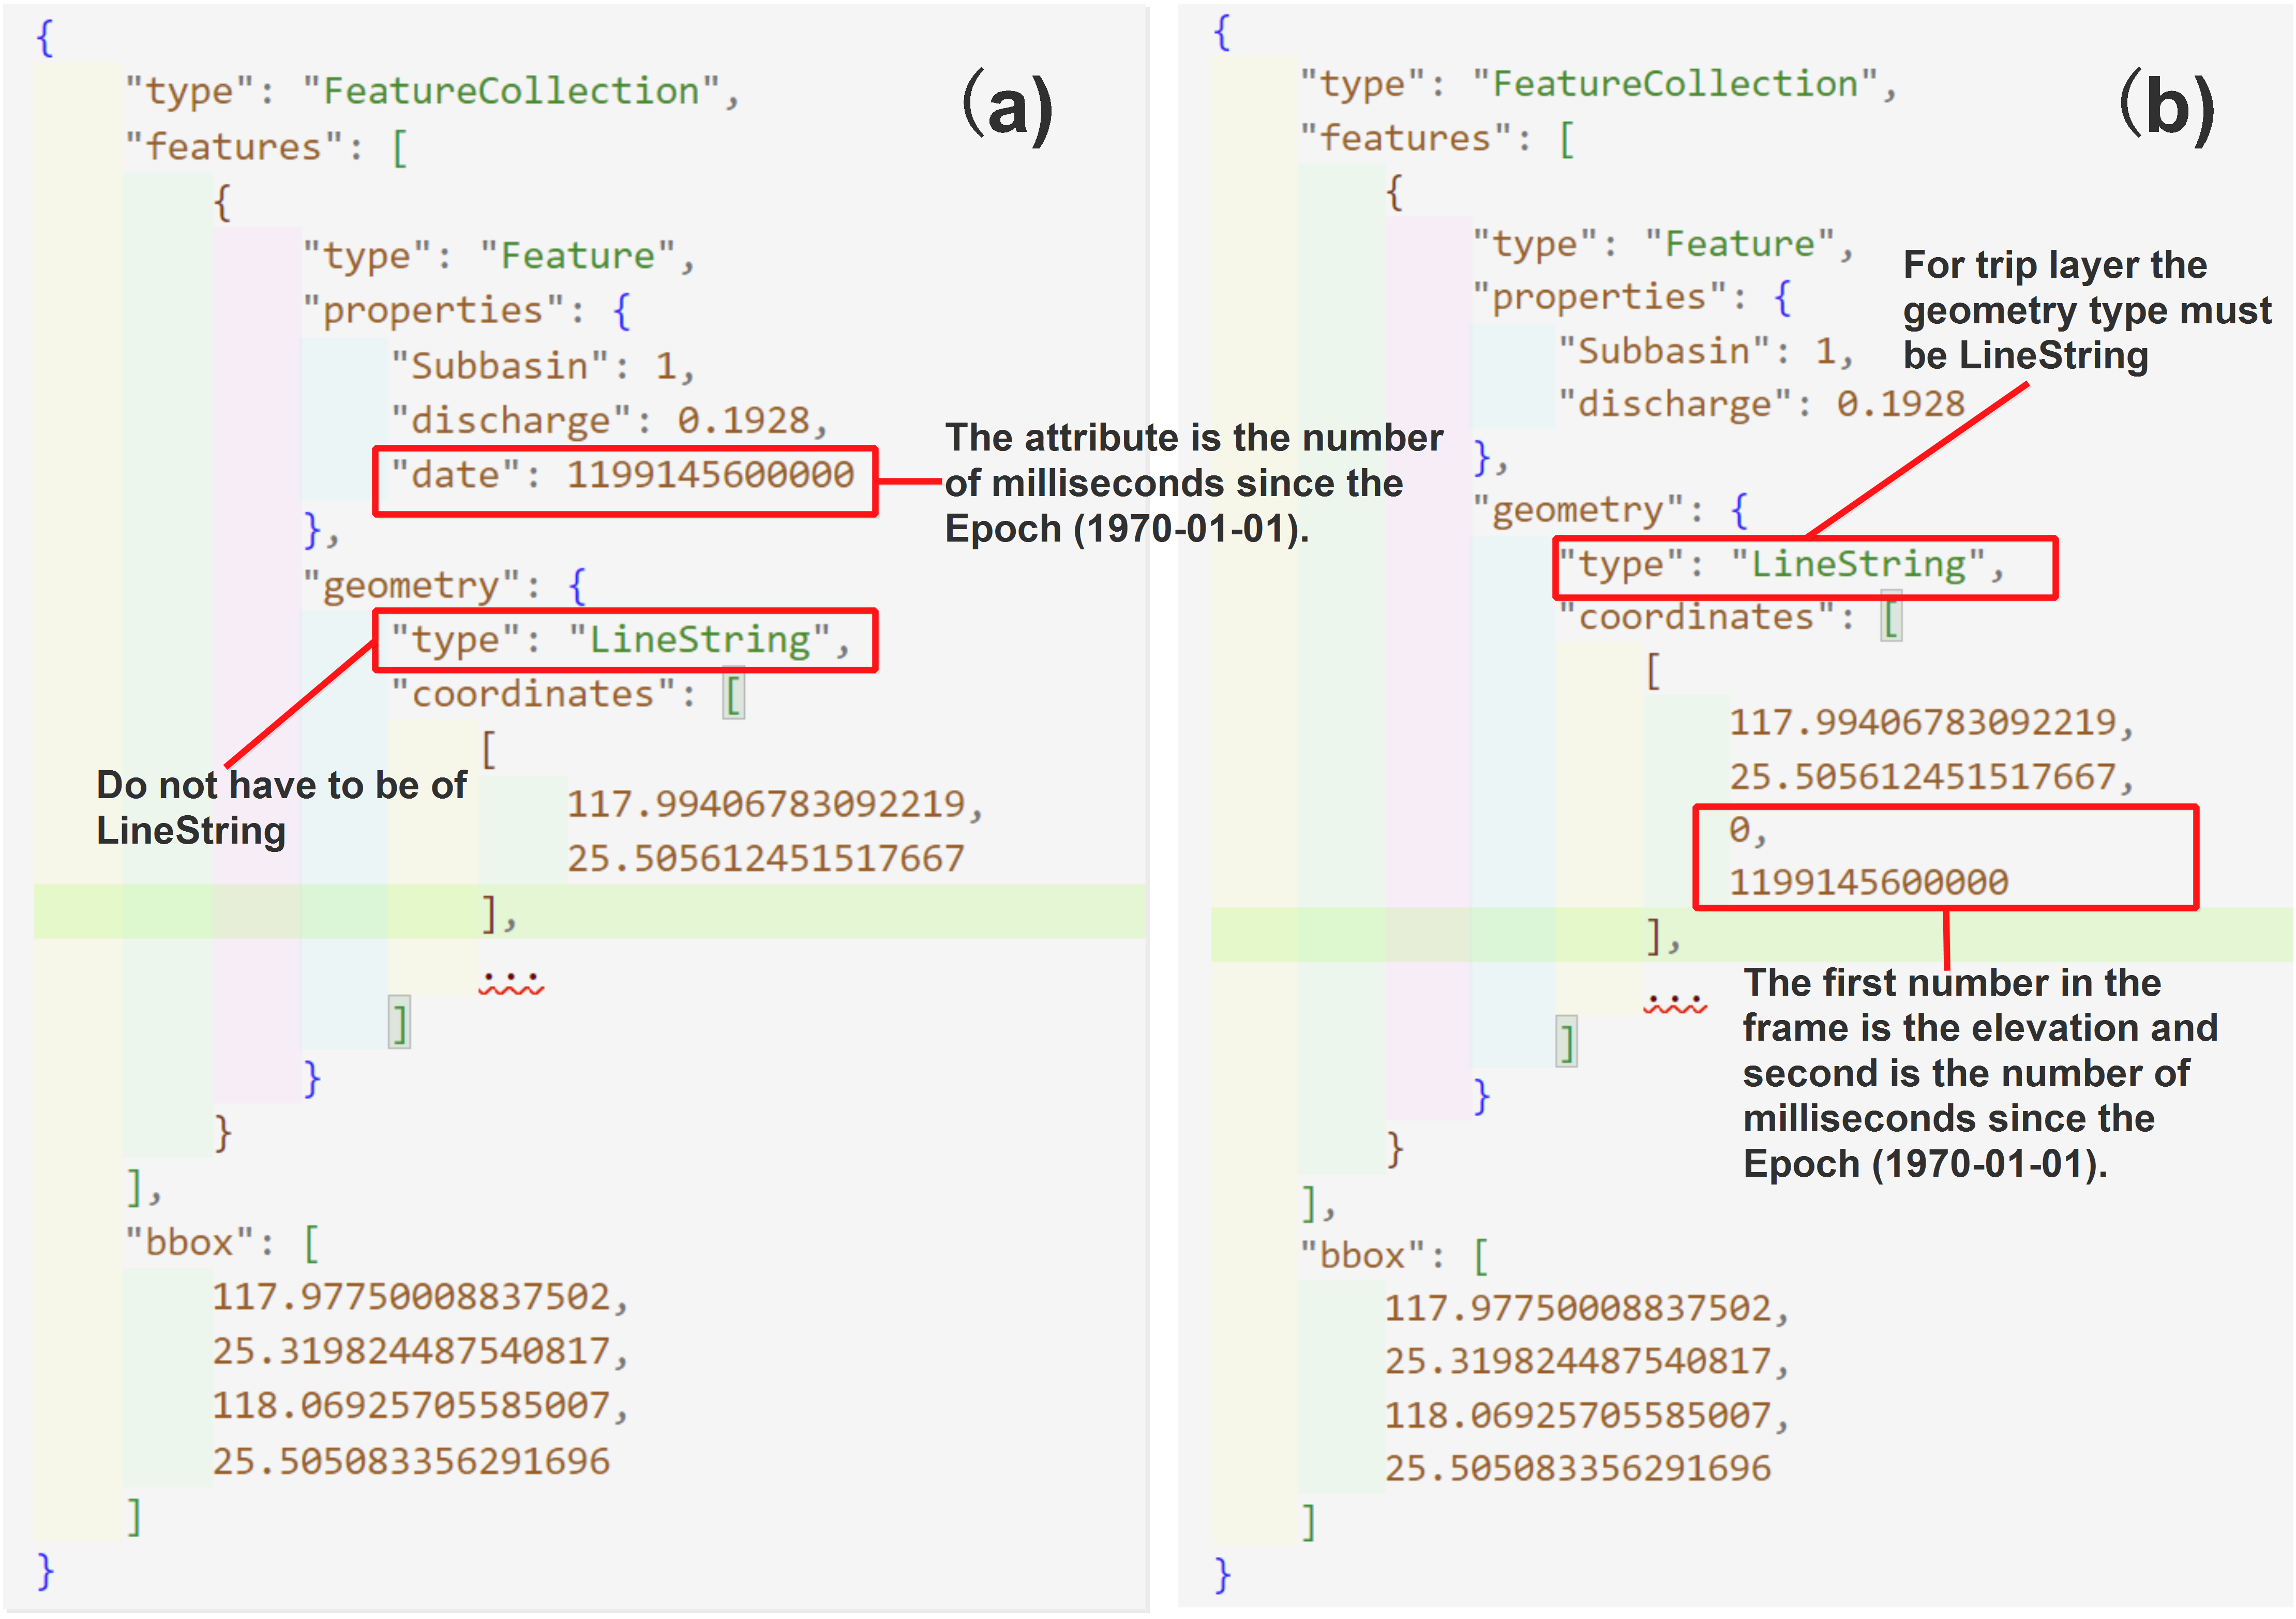 (a)
{
"type": "FeatureCollection",
"features": [
{
"type": "Feature",
"properties": {
"Subbasin": 1,
"discharge": 0.1928,
"date": 1199145600000
},
"geometry": {
"type": "LineString",
"coordinates": [
[
117.99406783092219,
25.505612451517667
],
...
]
}
}
],
"bbox": [
117.97750008837502,
25.319824487540817,
118.06925705585007,
25.505083356291696
]
}
The attribute is the number
of milliseconds since the
Epoch (1970-01-01).
Do not have to be of
LineString
(b)
{
"type": "FeatureCollection",
"features": [
{
"type": "Feature",
"properties": {
"Subbasin": 1,
"discharge": 0.1928
},
"geometry": {
"type": "LineString",
"coordinates": [
[
117.99406783092219,
25.505612451517667,
0,
1199145600000
],
...
]
}
}
],
"bbox": [
117.97750008837502,
25.319824487540817,
118.06925705585007,
25.505083356291696
]
}
For trip layer the
geometry type must
be LineString
The first number in the
frame is the elevation and
second is the number of
milliseconds since the
Epoch (1970-01-01).